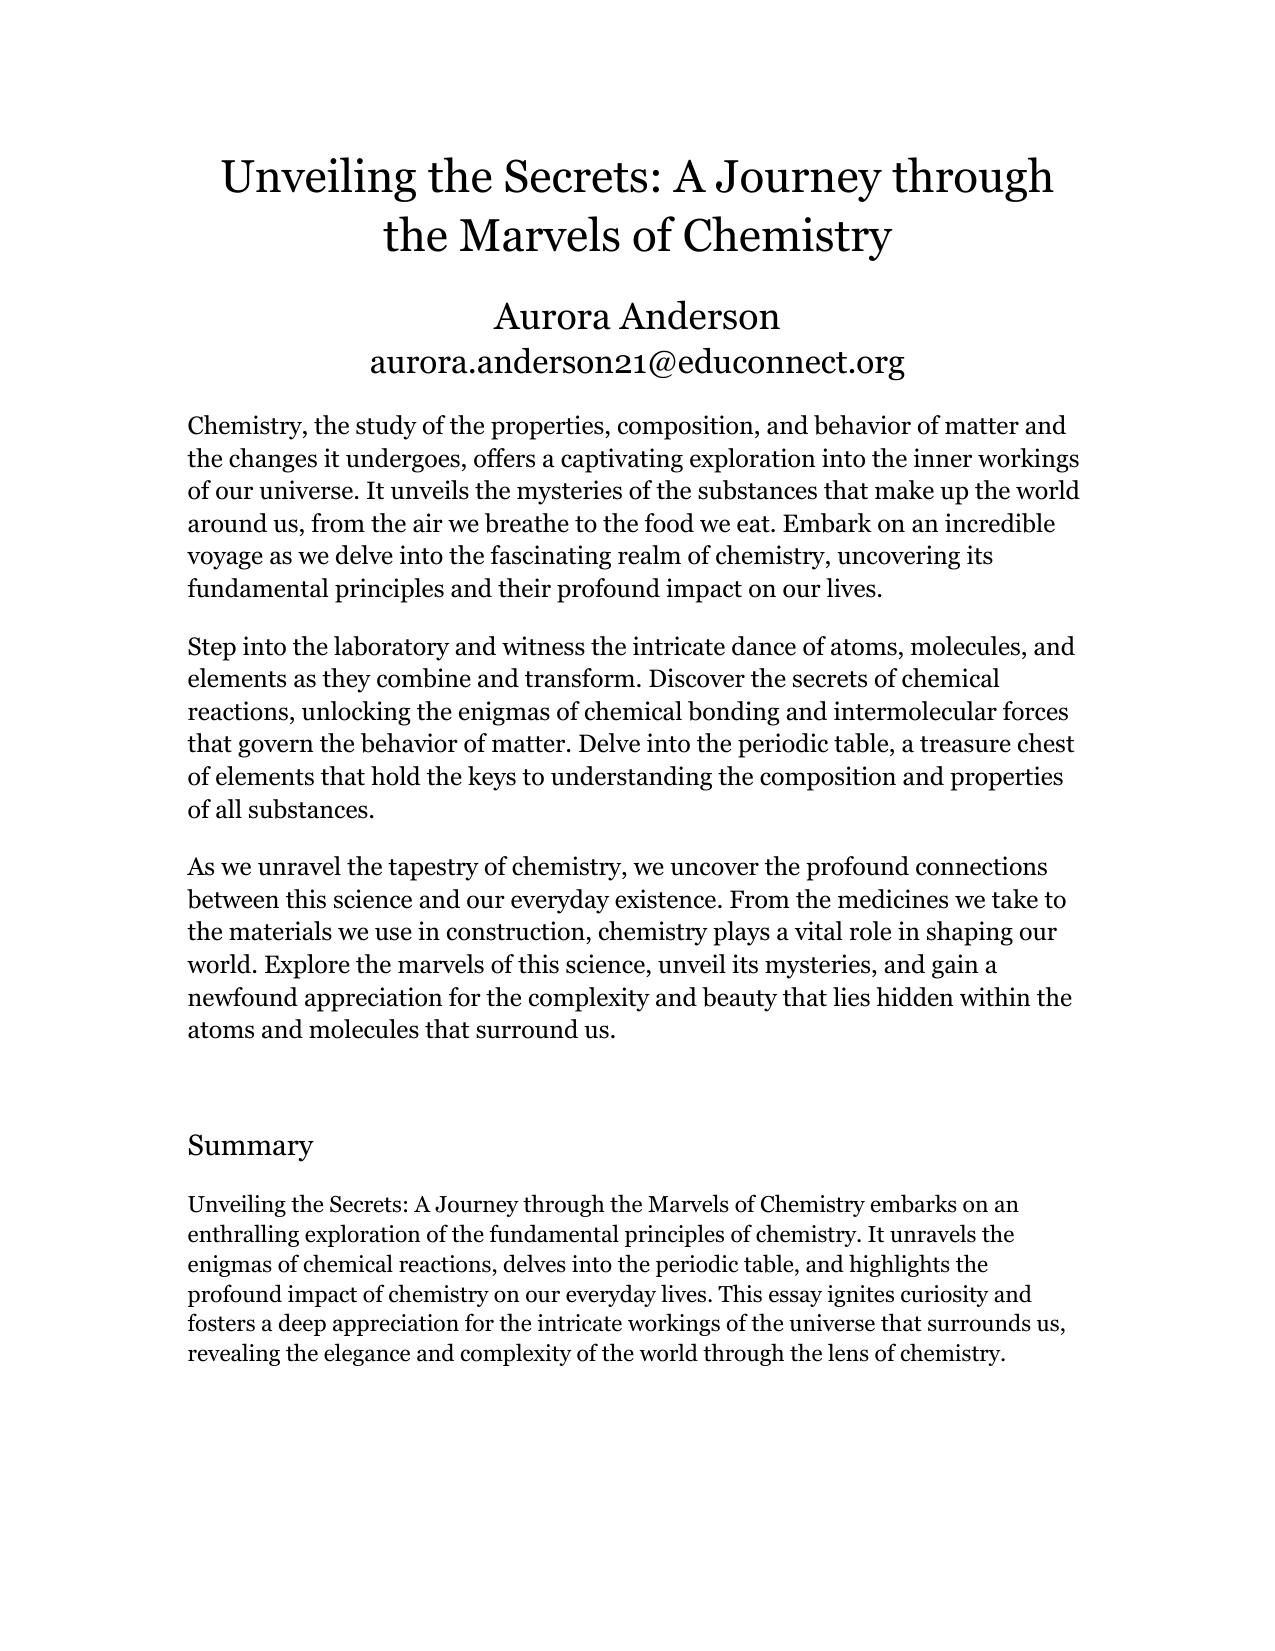 Unveiling the Secrets: A Journey through
the Marvels of Chemistry
Aurora Anderson
aurora.anderson21@educonnect.org
Chemistry, the study of the properties, composition, and behavior of matter and
the changes it undergoes, offers a captivating exploration into the inner workings
of our universe. It unveils the mysteries of the substances that make up the world
around us, from the air we breathe to the food we eat. Embark on an incredible
voyage as we delve into the fascinating realm of chemistry, uncovering its
fundamental principles and their profound impact on our lives.
Step into the laboratory and witness the intricate dance of atoms, molecules, and
elements as they combine and transform. Discover the secrets of chemical
reactions, unlocking the enigmas of chemical bonding and intermolecular forces
that govern the behavior of matter. Delve into the periodic table, a treasure chest
of elements that hold the keys to understanding the composition and properties
of all substances.
As we unravel the tapestry of chemistry, we uncover the profound connections
between this science and our everyday existence. From the medicines we take to
the materials we use in construction, chemistry plays a vital role in shaping our
world. Explore the marvels of this science, unveil its mysteries, and gain a
newfound appreciation for the complexity and beauty that lies hidden within the
atoms and molecules that surround us.
Summary
Unveiling the Secrets: A Journey through the Marvels of Chemistry embarks on an
enthralling exploration of the fundamental principles of chemistry. It unravels the
enigmas of chemical reactions, delves into the periodic table, and highlights the
profound impact of chemistry on our everyday lives. This essay ignites curiosity and
fosters a deep appreciation for the intricate workings of the universe that surrounds us,
revealing the elegance and complexity of the world through the lens of chemistry.